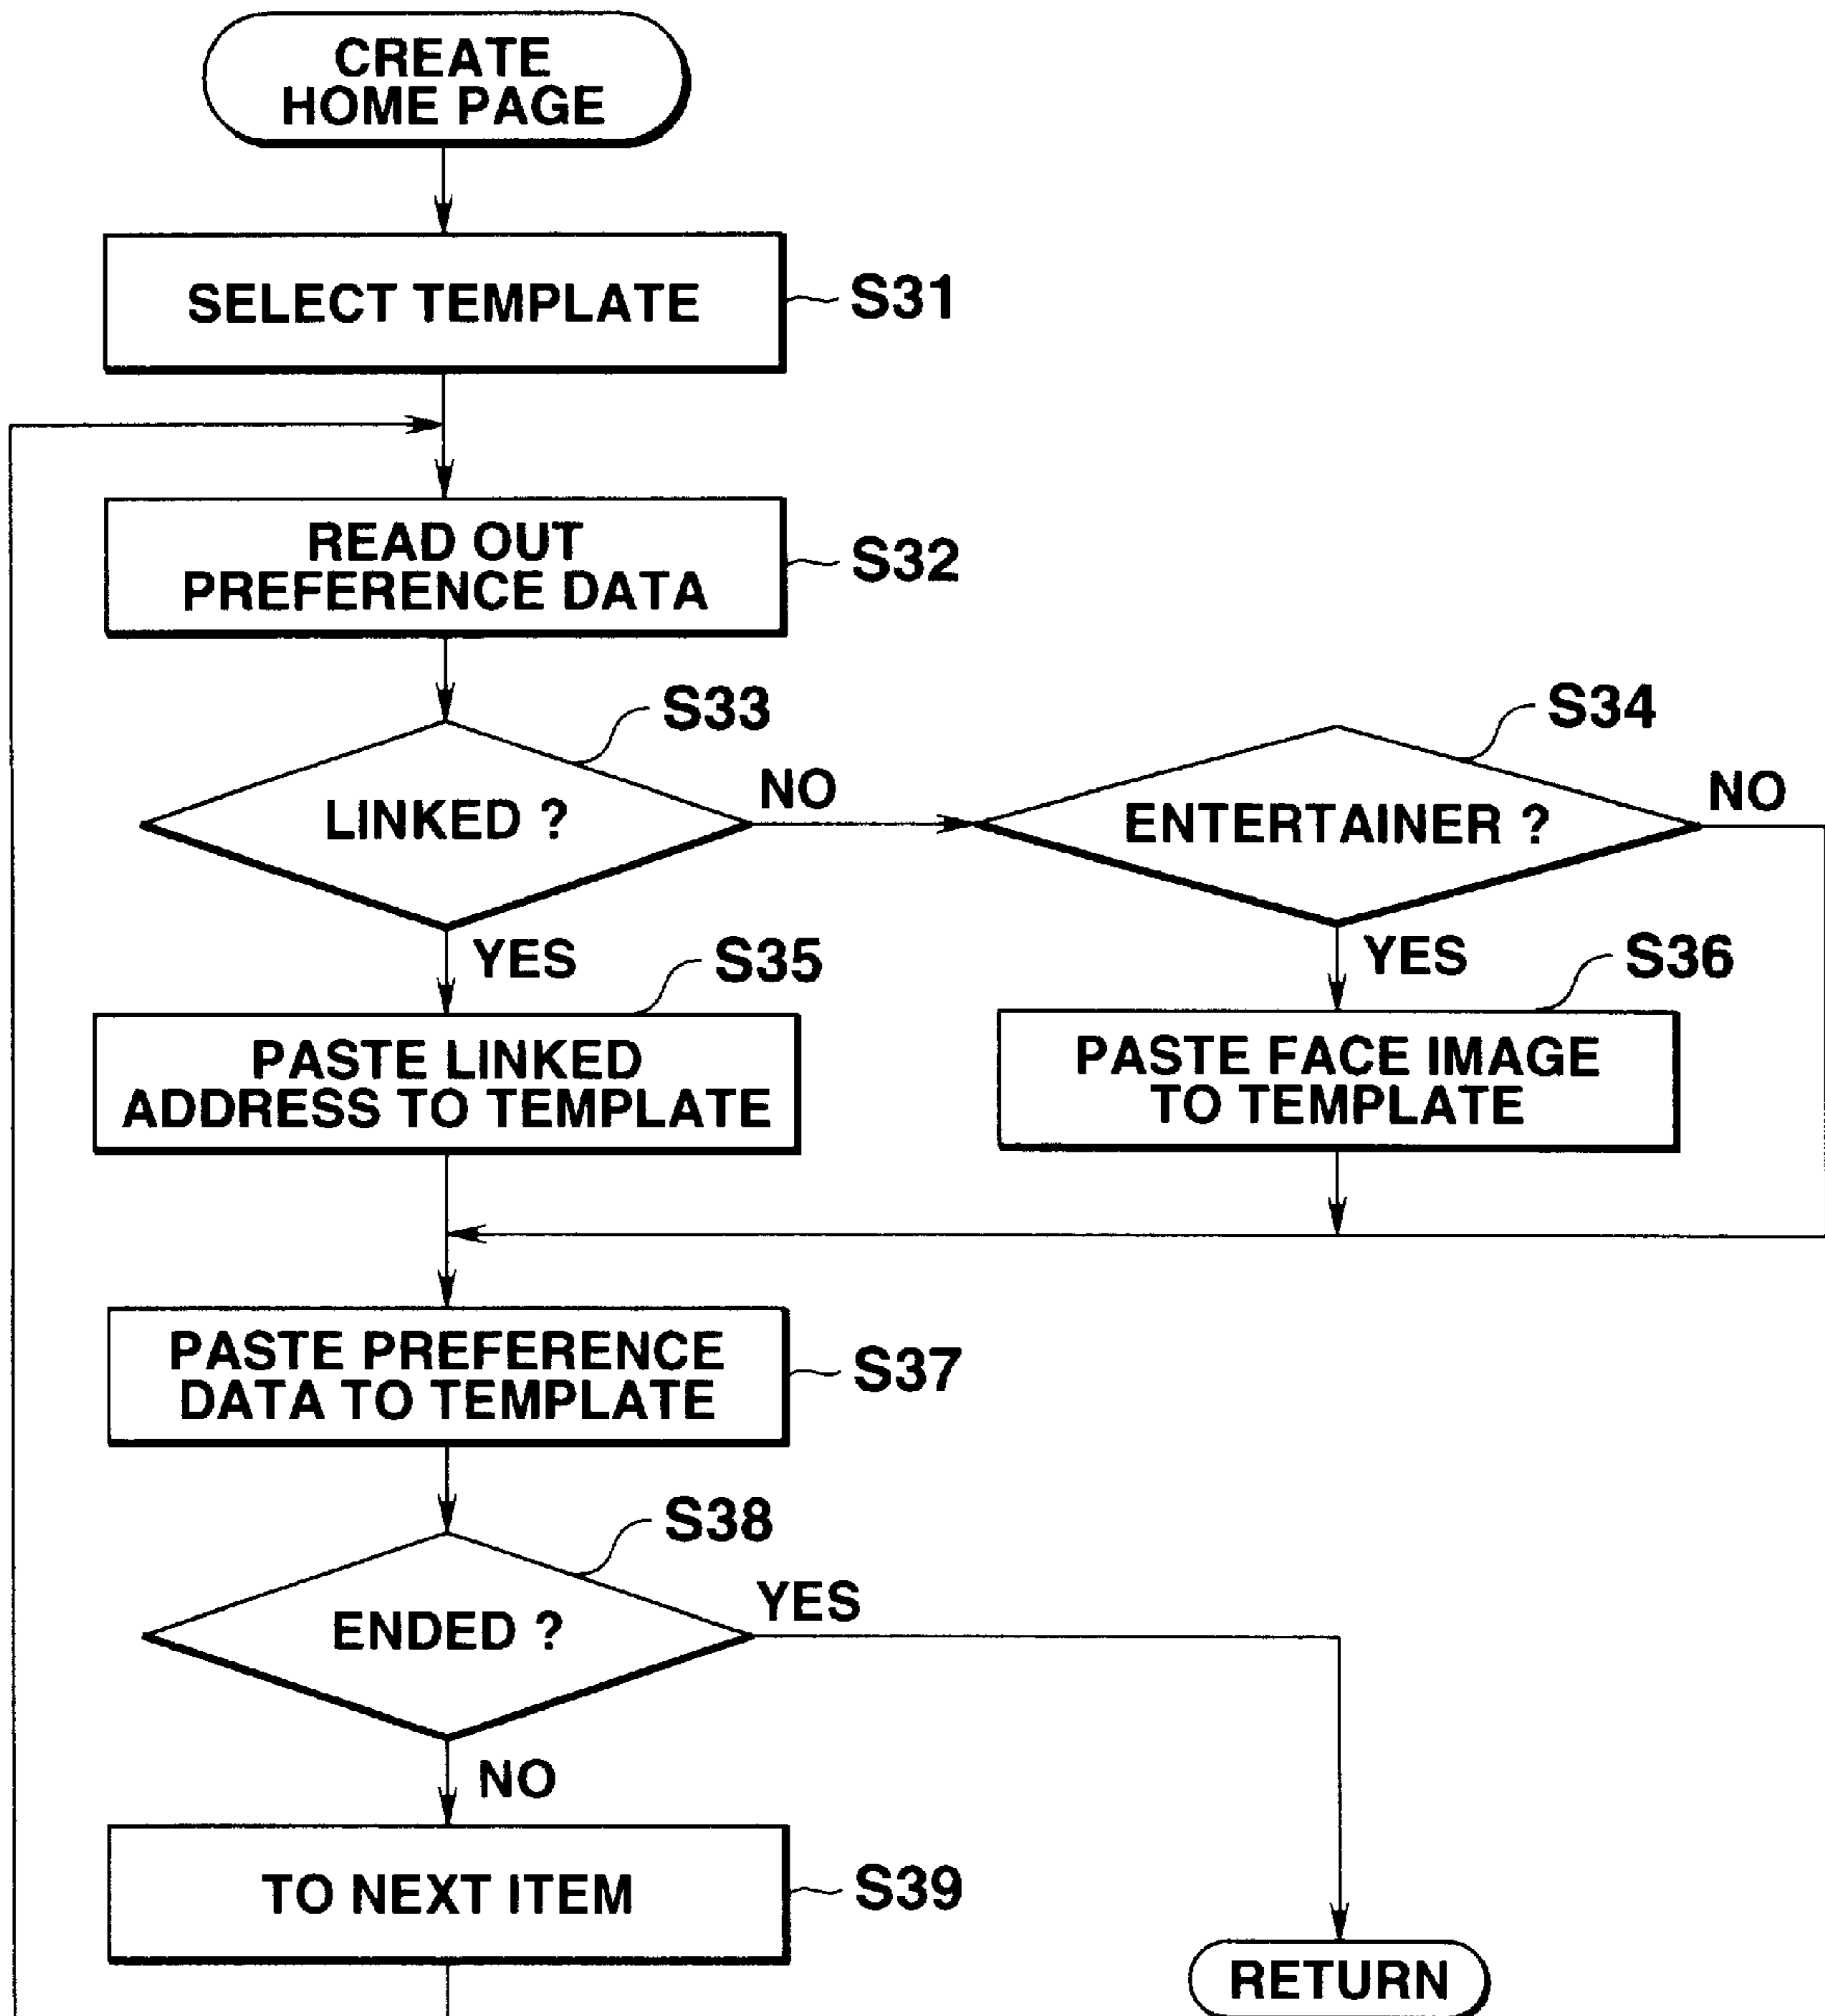 CREATE
HOME PAGE
SELECT TEMPLATE
S31
READ OUT
PREFERENCE DATA
S32
S33
LINKED ?
NO
S34
ENTERTAINER ?
NO
YES
S35
PASTE LINKED
ADDRESS TO TEMPLATE
YES
S36
PASTE FACE IMAGE
TO TEMPLATE
PASTE PREFERENCE
DATA TO TEMPLATE
S37
S38
ENDED ?
YES
NO
TO NEXT ITEM
S39
RETURN